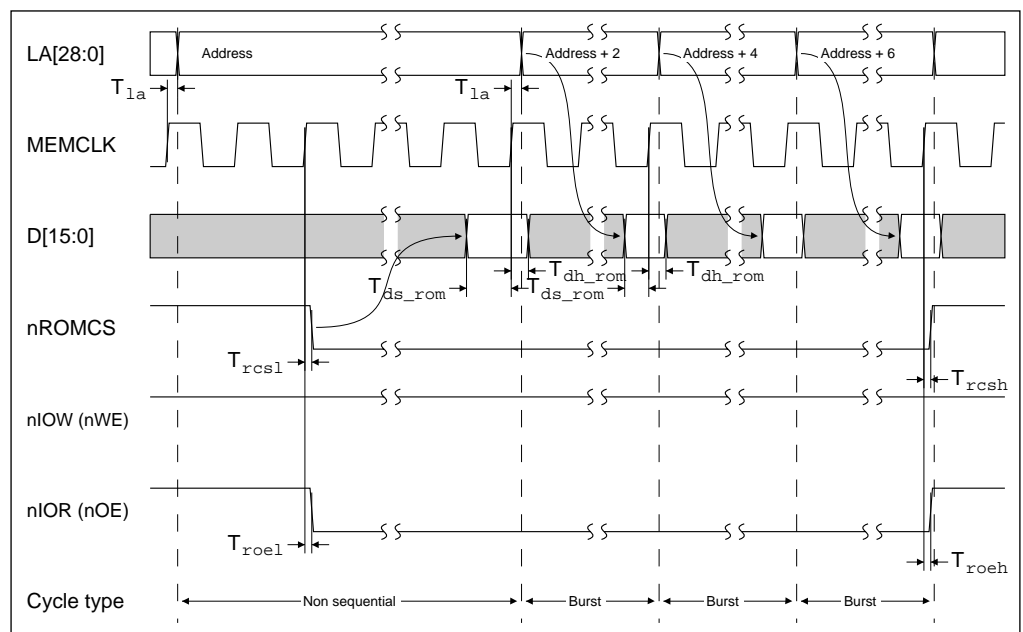 LA[28:0] Address Address + 2 Address + 4 Address + 6
Tla Tla
MEMCLK
D[15:0]
Tds_rom Tdh_rom Tds_rom Tdh_rom
nROMCS
Trcsl Trcsh
nIOW (nWE)
nIOR (nOE)
Troel Troeh
Cycle type Non sequential Burst Burst Burst